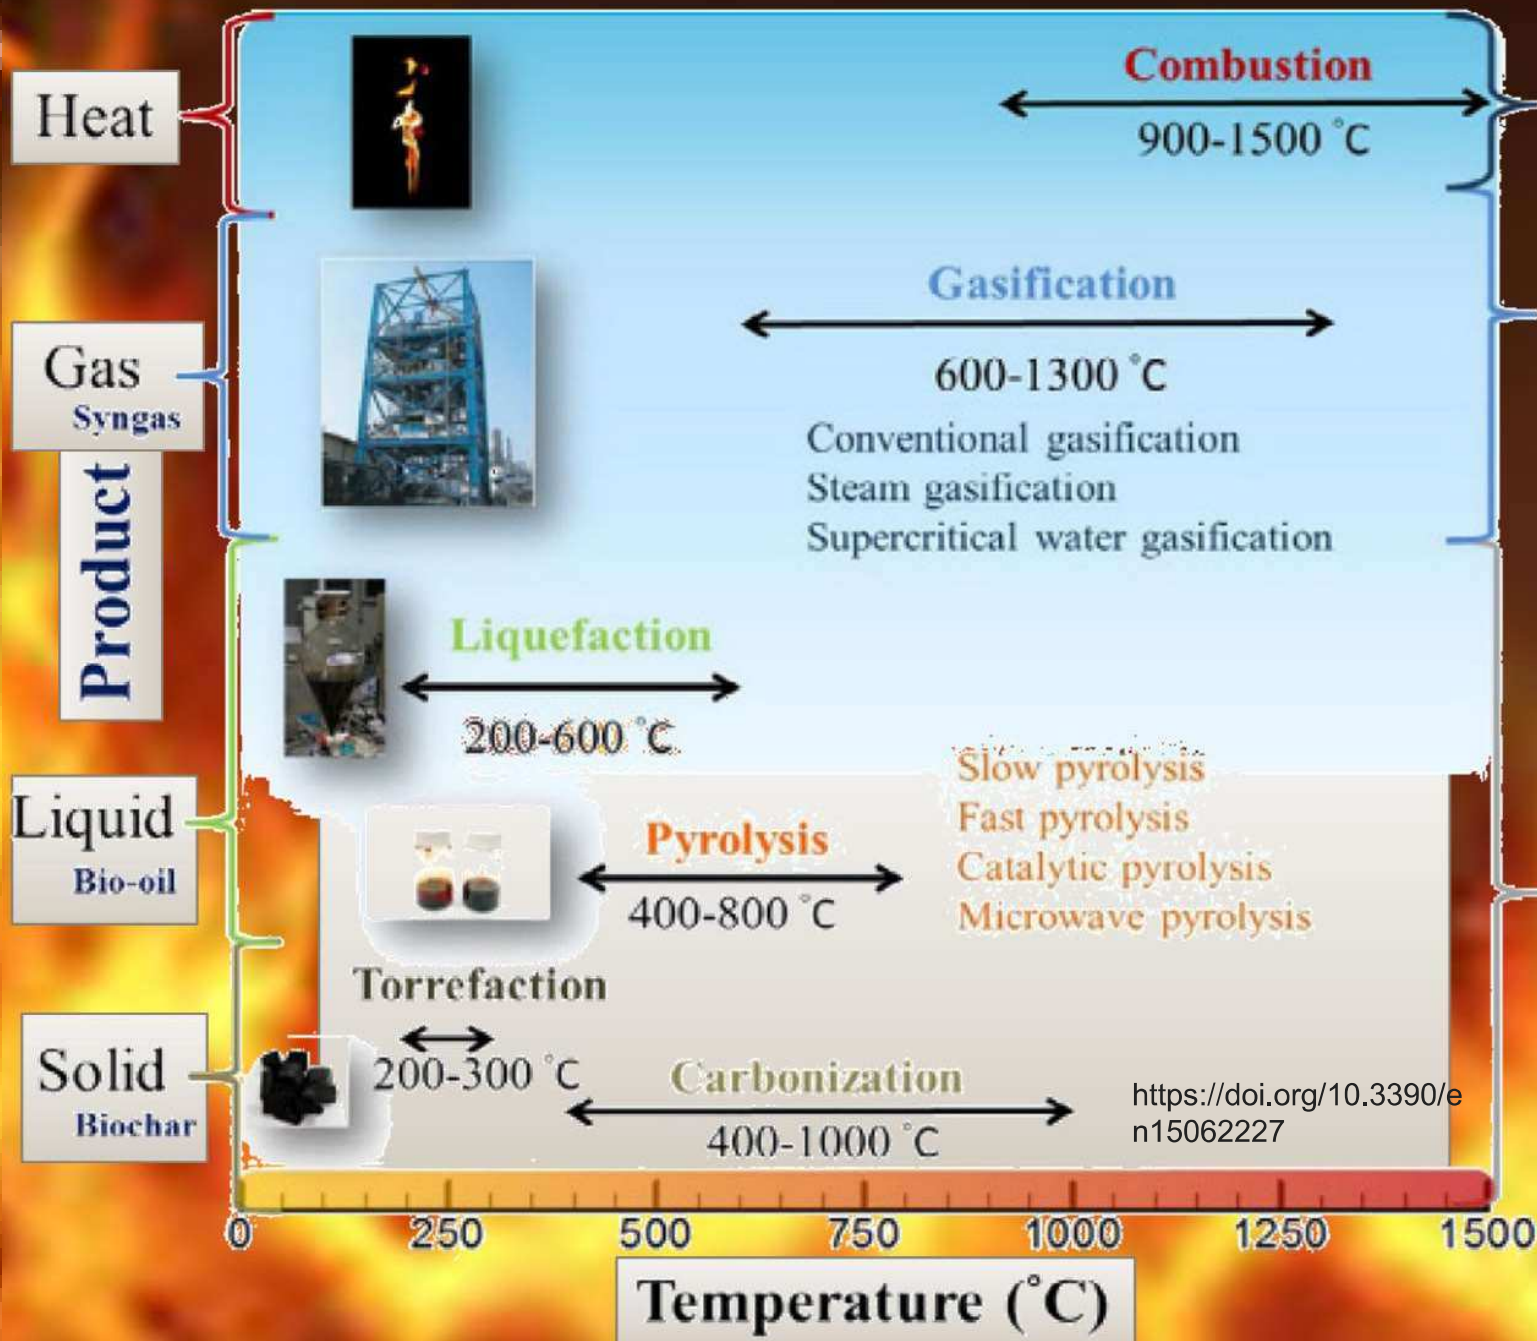 Heat
Combustion
900-1500 °C
Gas
Syngas
Gasification
600-1300 °C
Conventional gasification
Steam gasification
Supercritical water gasification
Product
Liquefaction
200-600 °C
Liquid
Bio-oil
Pyrolysis
400-800 °C
Slow pyrolysis
Fast pyrolysis
Catalytic pyrolysis
Microwave pyrolysis
Solid
Biochar
Torrefaction
200-300 °C
Carbonization
400-1000 °C
https://doi.org/10.3390/e
n15062227
0 250 500 750 1000 1250 1500
Temperature (°C)